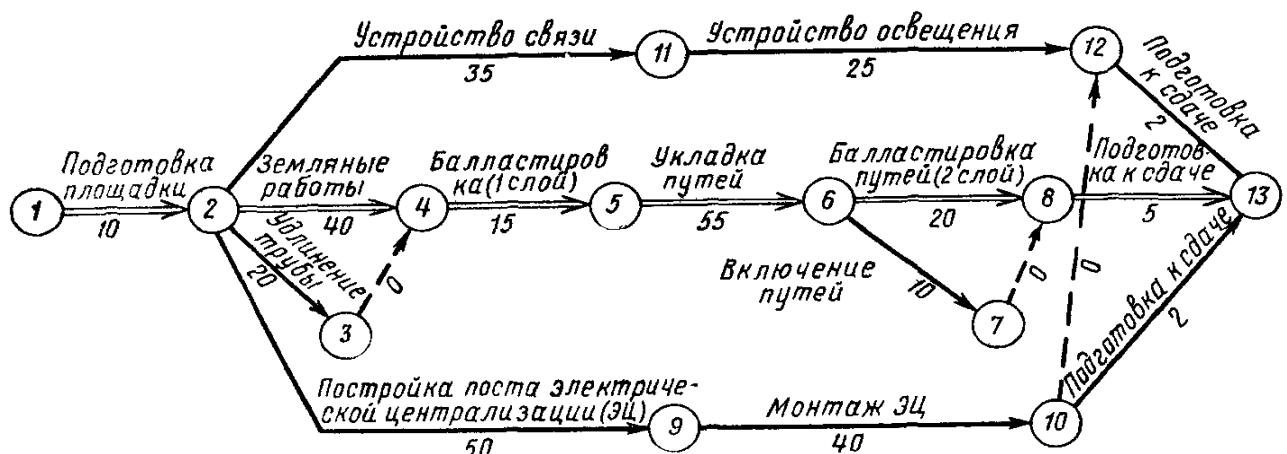 Устройство связи
35
11
Устройство освещения
25
12
Подготовка
к сдаче
2
1
Подготовка
площадки
10
2
Земляные
работы
40
4
Балластиров
ка (1 слой)
15
5
Укладка
путей
55
6
Балластировка
путей (2 слой)
20
8
Подготов-
ка к сдаче
5
13
Удлинение
трубы
20
3
0
Включение
путей
10
7
0
0
Постройка поста электриче-
ской централизации (ЭЦ)
50
9
Монтаж ЭЦ
40
10
Подготовка к сдаче
2